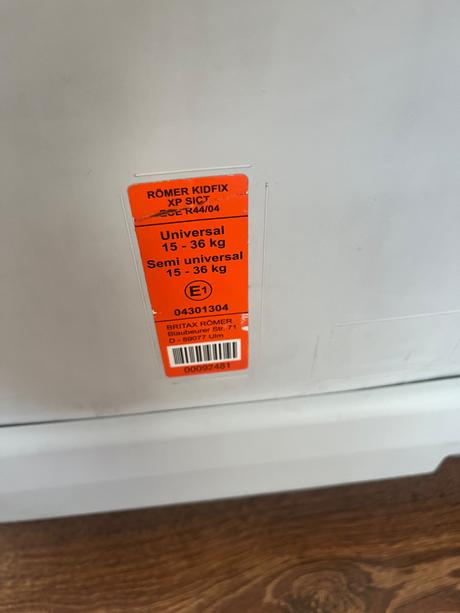 RÖMER KIDFIX
XP SICT
ECE R44/04
Universal
15 - 36 kg
Semi universal
15 - 36 kg
E1
04301304
BRITAX RÖMER
Blaubeurer Str. 71
D - 89077 Ulm
00092481